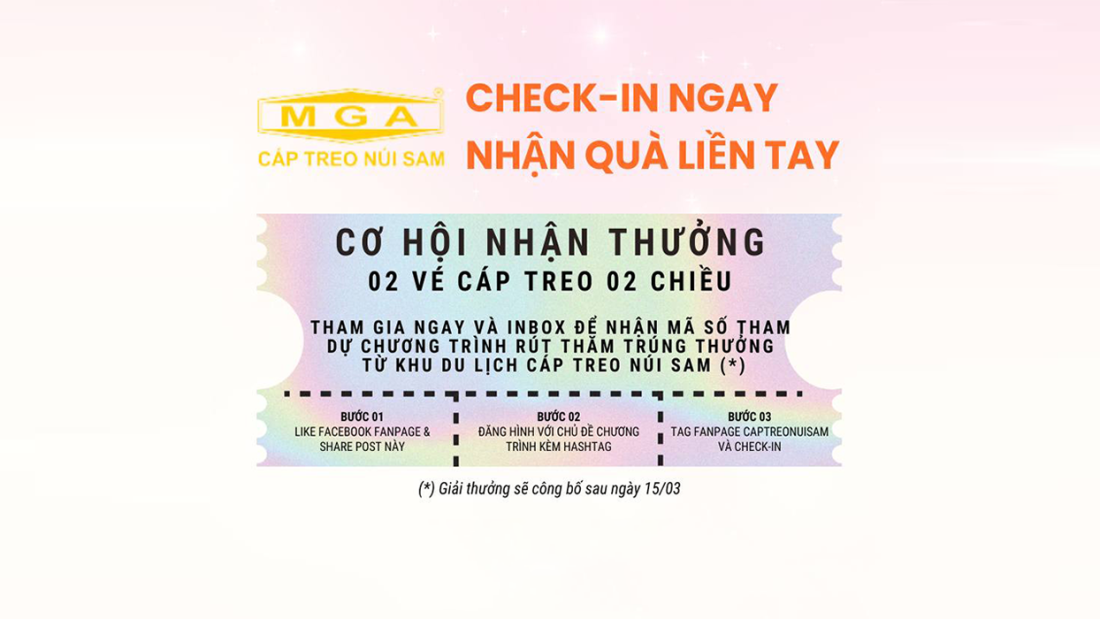 MGA®
CÁP TREO NÚI SAM
CHECK-IN NGAY
NHẬN QUÀ LIỀN TAY
CƠ HỘI NHẬN THƯỞNG
02 VÉ CÁP TREO 02 CHIỀU
THAM GIA NGAY VÀ INBOX ĐỂ NHẬN MÃ SỐ THAM
DỰ CHƯƠNG TRÌNH RÚT THĂM TRÚNG THƯỞNG
TỪ KHU DU LỊCH CÁP TREO NÚI SAM (*)
BƯỚC 01
LIKE FACEBOOK FANPAGE &
SHARE POST NÀY
BƯỚC 02
ĐĂNG HÌNH VỚI CHỦ ĐỀ CHƯƠNG
TRÌNH KÈM HASHTAG
BƯỚC 03
TAG FANPAGE CAPTREONUISAM
VÀ CHECK-IN
(*) Giải thưởng sẽ công bố sau ngày 15/03